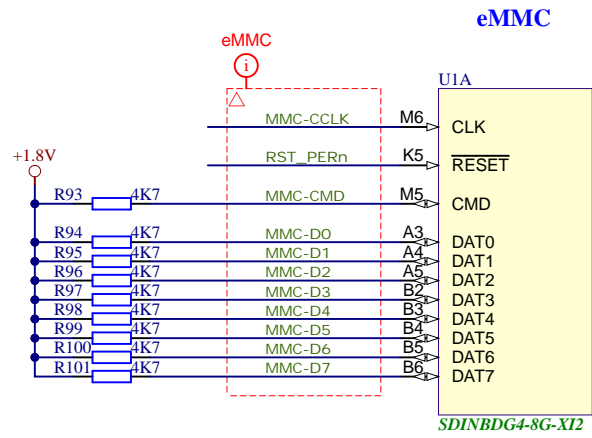 eMMC
eMMC
i
U1A
MMC-CCLK M6 CLK
RST_PERn K5 RESET
+1.8V
R93 4K7 MMC-CMD M5 CMD
R94 4K7 MMC-D0 A3 DAT0
R95 4K7 MMC-D1 A4 DAT1
R96 4K7 MMC-D2 A5 DAT2
R97 4K7 MMC-D3 B2 DAT3
R98 4K7 MMC-D4 B3 DAT4
R99 4K7 MMC-D5 B4 DAT5
R100 4K7 MMC-D6 B5 DAT6
R101 4K7 MMC-D7 B6 DAT7
SDINBDG4-8G-XI2